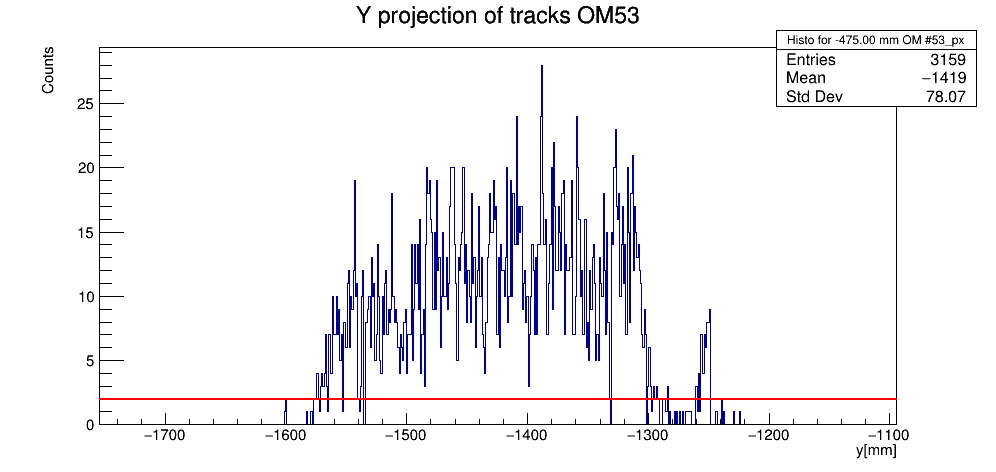 Y projection of tracks OM53
Histo for -475.00 mm OM #53_px
Entries 3159
Mean −1419
Std Dev 78.07
Counts
25
20
15
10
5
0
−1700 −1600 −1500 −1400 −1300 −1200 −1100
y[mm]